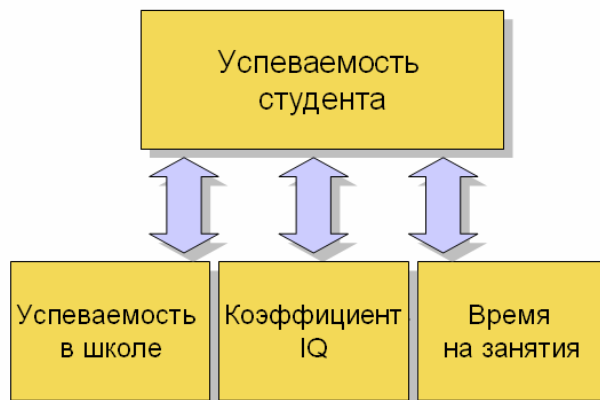 Успеваемость
студента
Успеваемость
в школе
Коэффициент
IQ
Время
на занятия